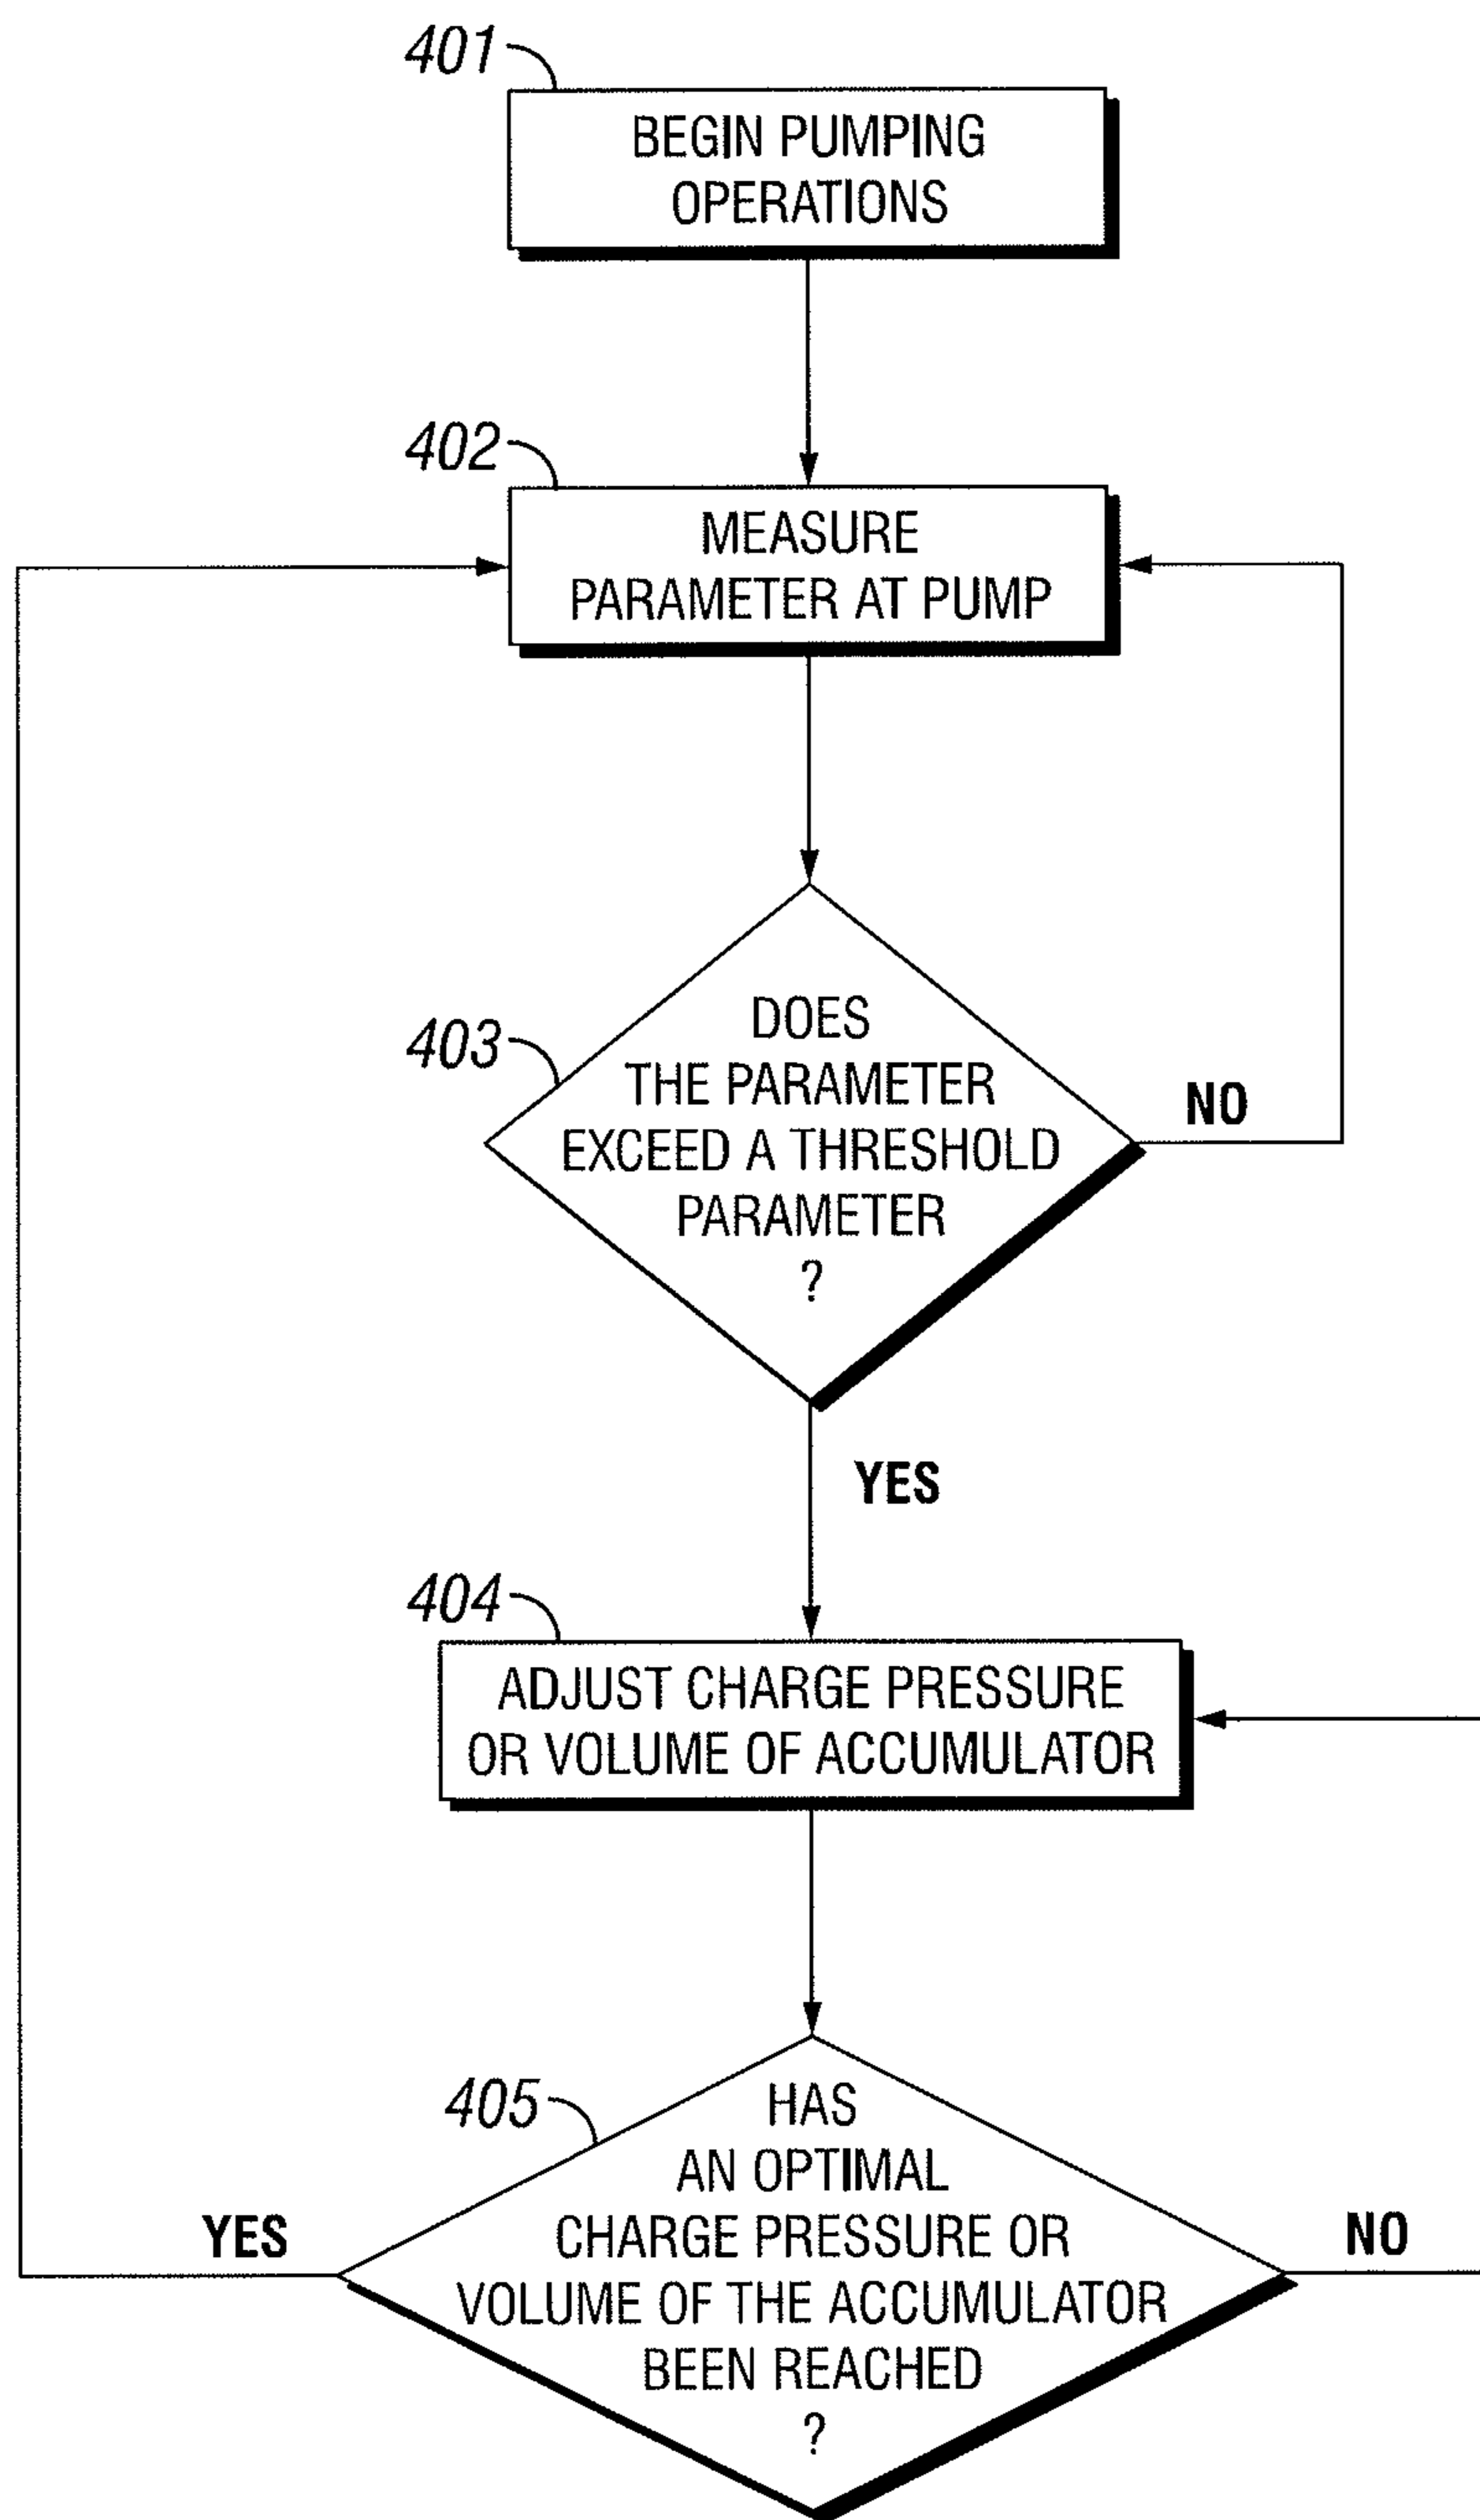 401
BEGIN PUMPING
OPERATIONS
402
MEASURE
PARAMETER AT PUMP
403
DOES
THE PARAMETER
EXCEED A THRESHOLD
PARAMETER
?
NO
YES
404
ADJUST CHARGE PRESSURE
OR VOLUME OF ACCUMULATOR
405
HAS
AN OPTIMAL
CHARGE PRESSURE OR
VOLUME OF THE ACCUMULATOR
BEEN REACHED
?
YES
NO